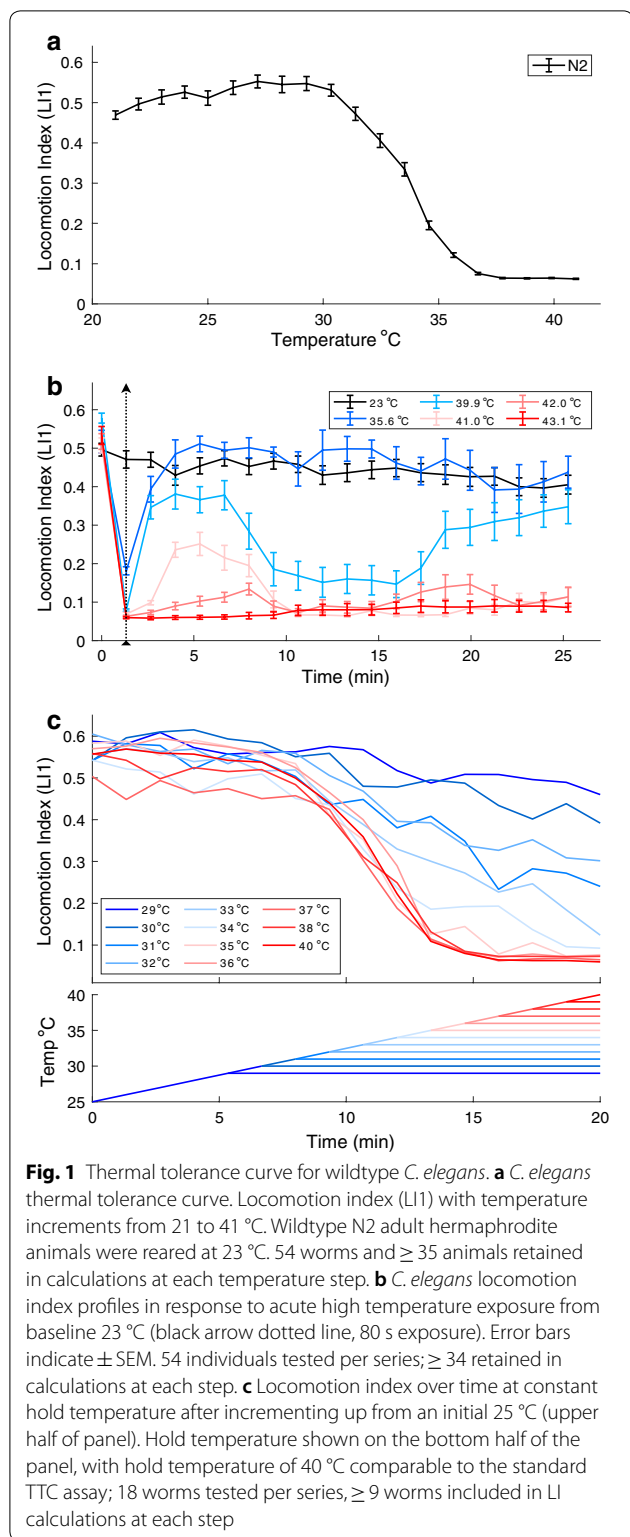 a
0.6
0.5
0.4
0.3
0.2
0.1
0
Locomotion Index (LI1)
N2
20
25
30
35
40
Temperature °C
b
0.6
0.5
0.4
0.3
0.2
0.1
0
Locomotion Index (LI1)
23 °C
39.9 °C
42.0 °C
35.6 °C
41.0 °C
43.1 °C
0
5
10
15
20
25
Time (min)
c
0.6
0.5
0.4
0.3
0.2
0.1
Locomotion Index (LI1)
29°C
33°C
37°C
30°C
34°C
38°C
31°C
35°C
40°C
32°C
36°C
40
35
30
25
Temp °C
0
5
10
15
20
Time (min)
Fig. 1 Thermal tolerance curve for wildtype C. elegans. a C. elegans
thermal tolerance curve. Locomotion index (LI1) with temperature
increments from 21 to 41 °C. Wildtype N2 adult hermaphrodite
animals were reared at 23 °C. 54 worms and ≥ 35 animals retained
in calculations at each temperature step. b C. elegans locomotion
index profiles in response to acute high temperature exposure from
baseline 23 °C (black arrow dotted line, 80 s exposure). Error bars
indicate ± SEM. 54 individuals tested per series; ≥ 34 retained in
calculations at each step. c Locomotion index over time at constant
hold temperature after incrementing up from an initial 25 °C (upper
half of panel). Hold temperature shown on the bottom half of the
panel, with hold temperature of 40 °C comparable to the standard
TTC assay; 18 worms tested per series, ≥ 9 worms included in LI
calculations at each step